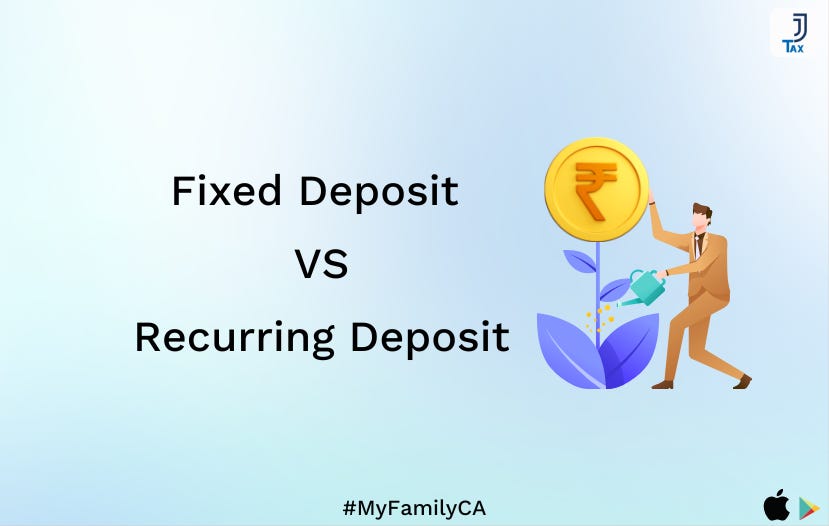 J
TAX
Fixed Deposit
VS
Recurring Deposit
₹
#MyFamilyCA